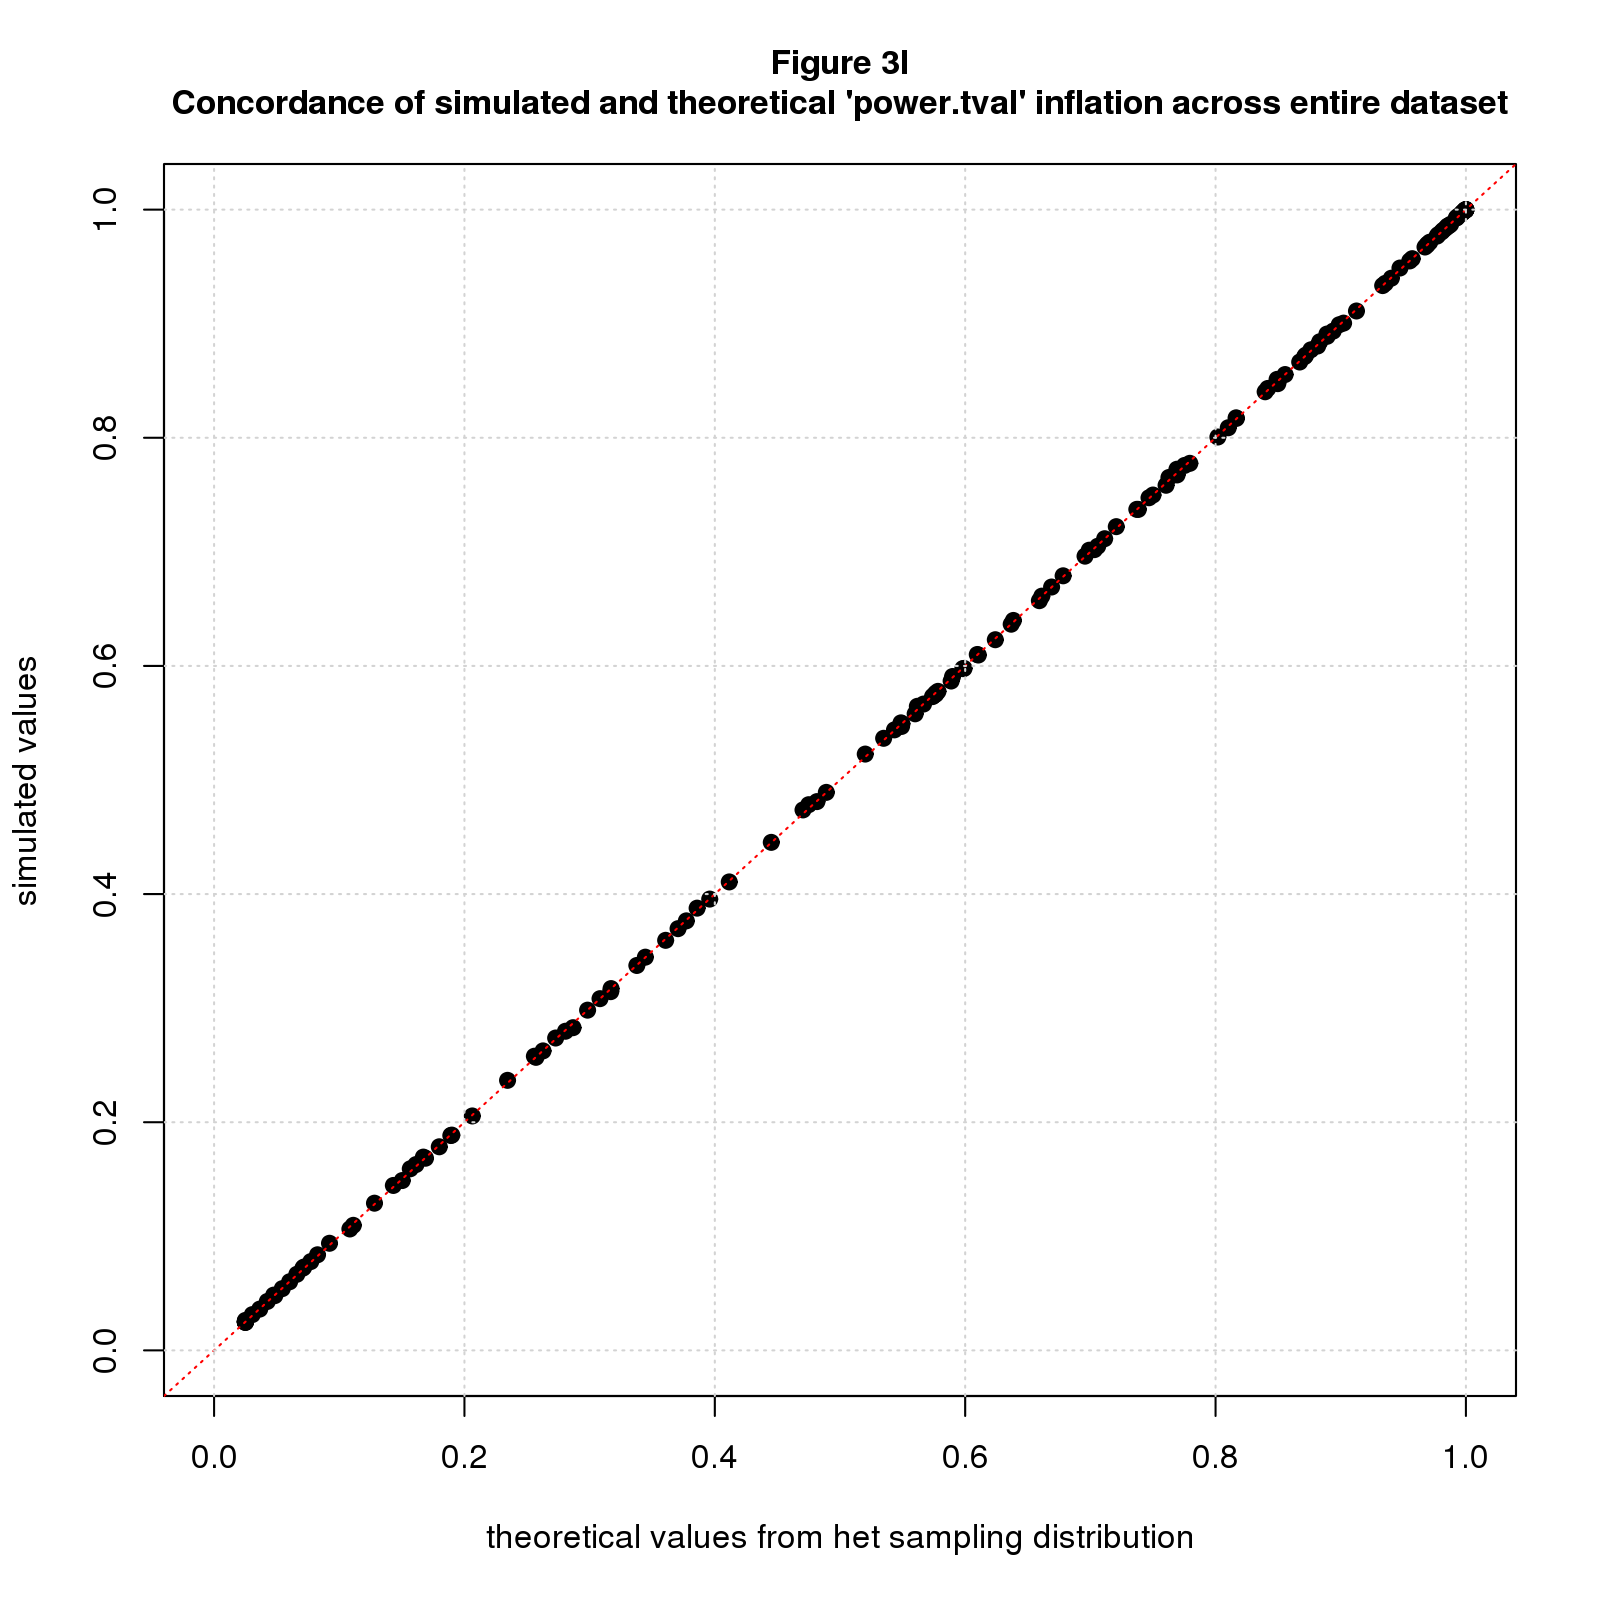 Figure 3l
Concordance of simulated and theoretical 'power.tval' inflation across entire dataset
simulated values
1.0
0.8
0.6
0.4
0.2
0.0
0.0 0.2 0.4 0.6 0.8 1.0
theoretical values from het sampling distribution